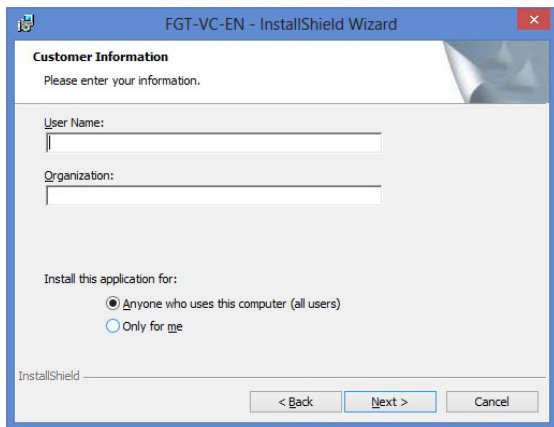 FGT-VC-EN - InstallShield Wizard
Customer Information
Please enter your information.
User Name:
Organization:
Install this application for:
Anyone who uses this computer (all users)
Only for me
InstallShield
< Back Next > Cancel